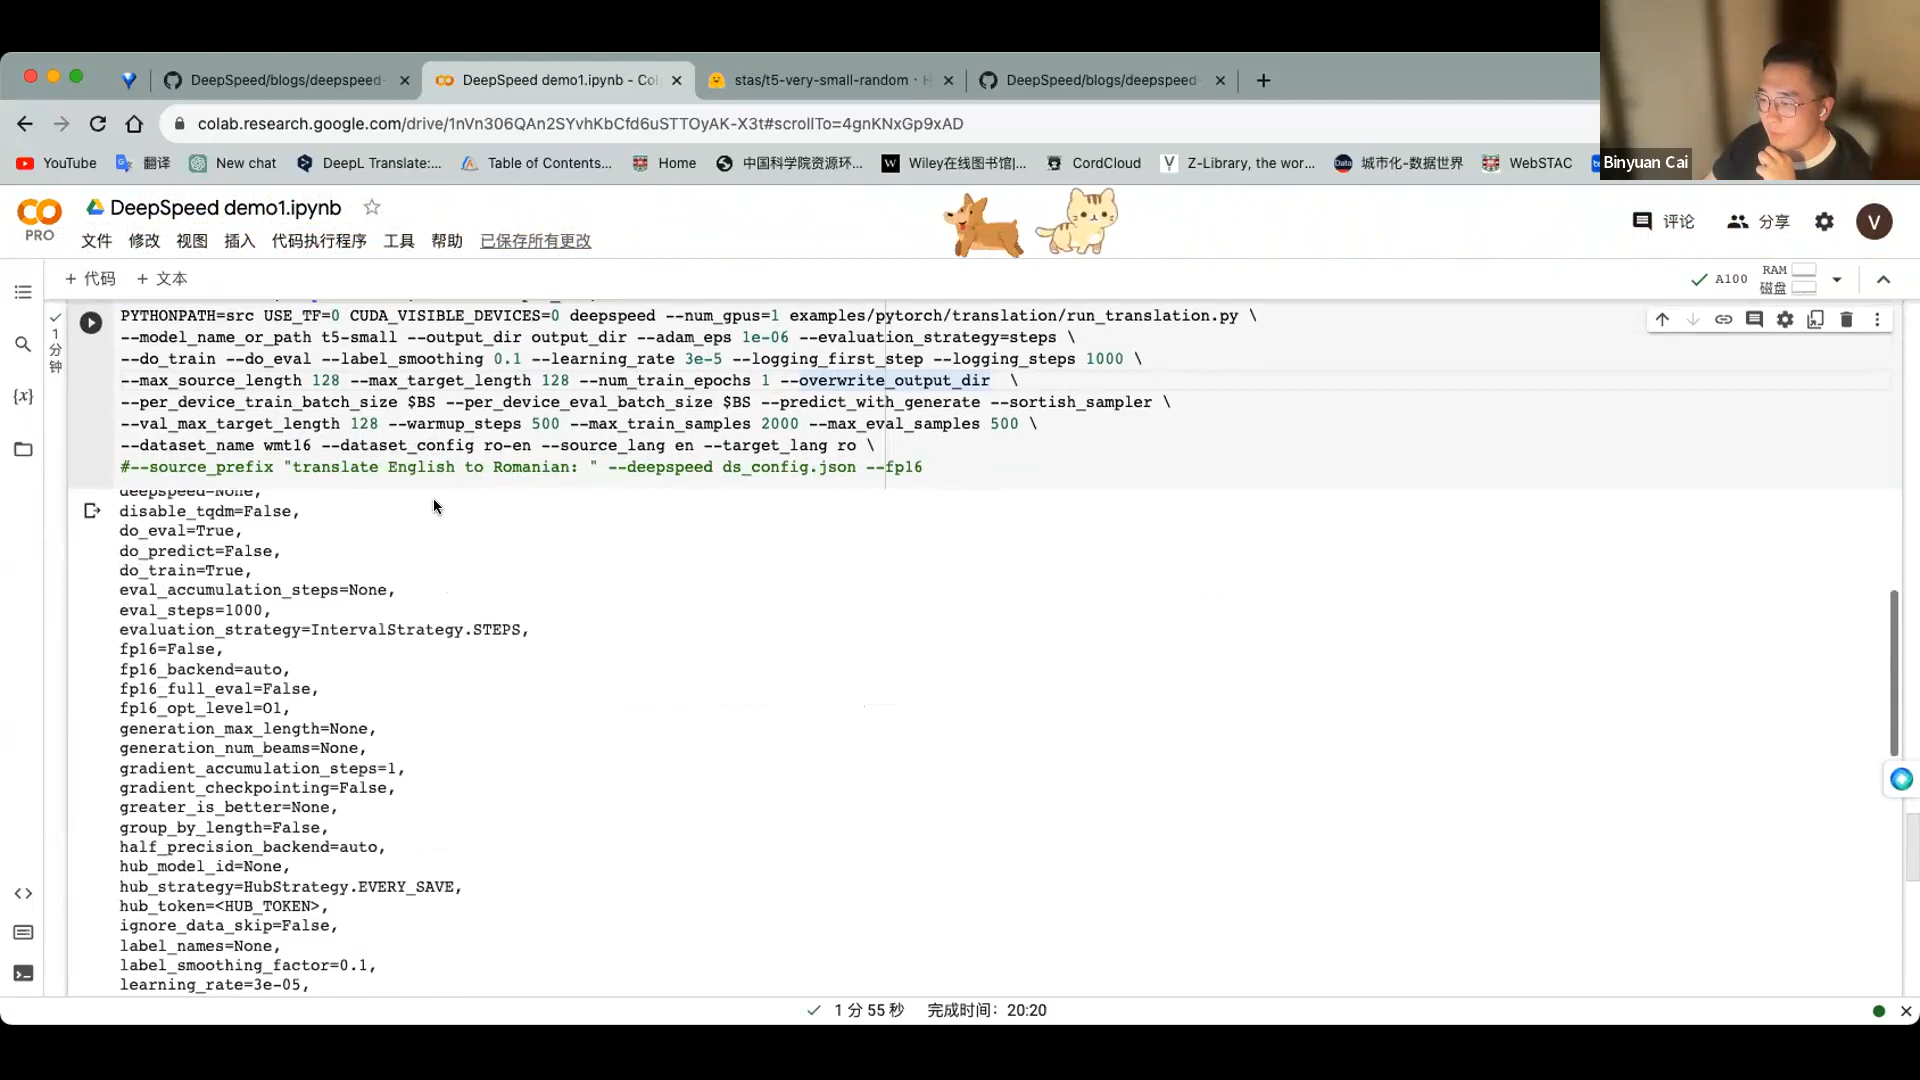 DeepSpeed/blogs/deepspeed
DeepSpeed demo1.ipynb - Col
stas/t5-very-small-random · H
DeepSpeed/blogs/deepspeed
colab.research.google.com/drive/1nVn306QAn2SYvhKbCfd6uSTTOyAK-X3t#scrollTo=4gnKNxGp9xAD
YouTube
翻译
New chat
DeepL Translate:...
Table of Contents...
Home
中国科学院资源环...
Wiley在线图书馆|...
CordCloud
Z-Library, the wor...
城市化-数据世界
WebSTAC
Binyuan Cai
PRO
DeepSpeed demo1.ipynb
文件 修改 视图 插入 代码执行程序 工具 帮助 已保存所有更改
评论
分享
V
+ 代码 + 文本
A100
RAM
磁盘
1
分
钟
PYTHONPATH=src USE_TF=0 CUDA_VISIBLE_DEVICES=0 deepspeed --num_gpus=1 examples/pytorch/translation/run_translation.py \
--model_name_or_path t5-small --output_dir output_dir --adam_eps 1e-06 --evaluation_strategy=steps \
--do_train --do_eval --label_smoothing 0.1 --learning_rate 3e-5 --logging_first_step --logging_steps 1000 \
--max_source_length 128 --max_target_length 128 --num_train_epochs 1 --overwrite_output_dir \
--per_device_train_batch_size $BS --per_device_eval_batch_size $BS --predict_with_generate --sortish_sampler \
--val_max_target_length 128 --warmup_steps 500 --max_train_samples 2000 --max_eval_samples 500 \
--dataset_name wmt16 --dataset_config ro-en --source_lang en --target_lang ro \
#--source_prefix "translate English to Romanian: " --deepspeed ds_config.json --fp16
deepspeed=None,
disable_tqdm=False,
do_eval=True,
do_predict=False,
do_train=True,
eval_accumulation_steps=None,
eval_steps=1000,
evaluation_strategy=IntervalStrategy.STEPS,
fp16=False,
fp16_backend=auto,
fp16_full_eval=False,
fp16_opt_level=O1,
generation_max_length=None,
generation_num_beams=None,
gradient_accumulation_steps=1,
gradient_checkpointing=False,
greater_is_better=None,
group_by_length=False,
half_precision_backend=auto,
hub_model_id=None,
hub_strategy=HubStrategy.EVERY_SAVE,
hub_token=<HUB_TOKEN>,
ignore_data_skip=False,
label_names=None,
label_smoothing_factor=0.1,
learning_rate=3e-05,
1 分 55 秒 完成时间：20:20